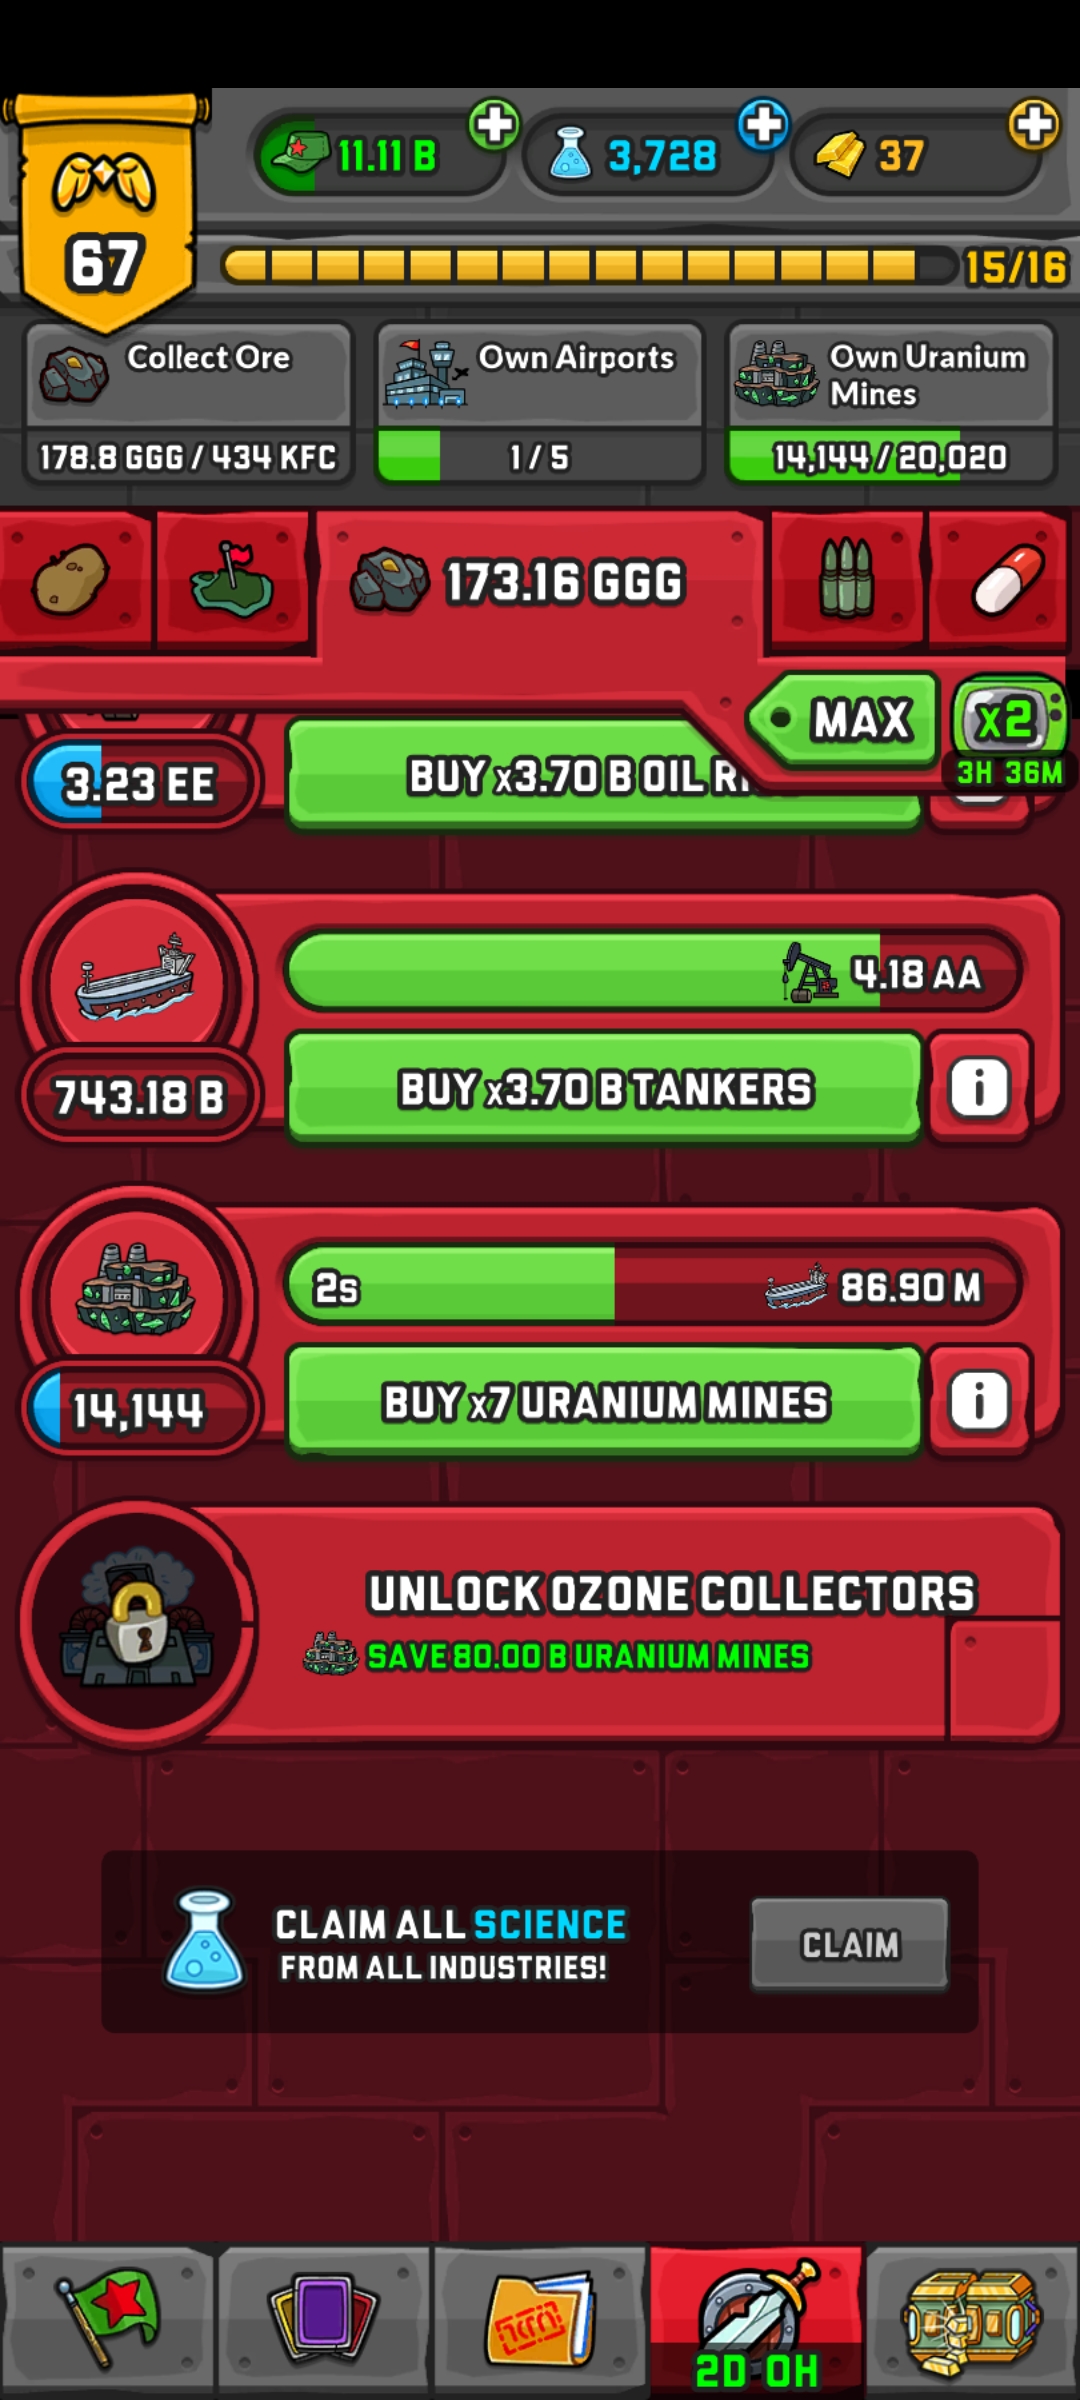 11.11 B
3,728
37
67
15/16
Collect Ore
178.8 GGG / 434 KFC
Own Airports
1 / 5
Own Uranium
Mines
14,144 / 20,020
173.16 GGG
MAX
x2
3H 36M
3.23 EE
BUY x3.70 B OIL
4.18 AA
743.18 B
BUY x3.70 B TANKERS
i
2s
86.90 M
14,144
BUY x7 URANIUM MINES
i
UNLOCK OZONE COLLECTORS
SAVE 80.00 B URANIUM MINES
CLAIM ALL SCIENCE
FROM ALL INDUSTRIES!
CLAIM
2D 0H